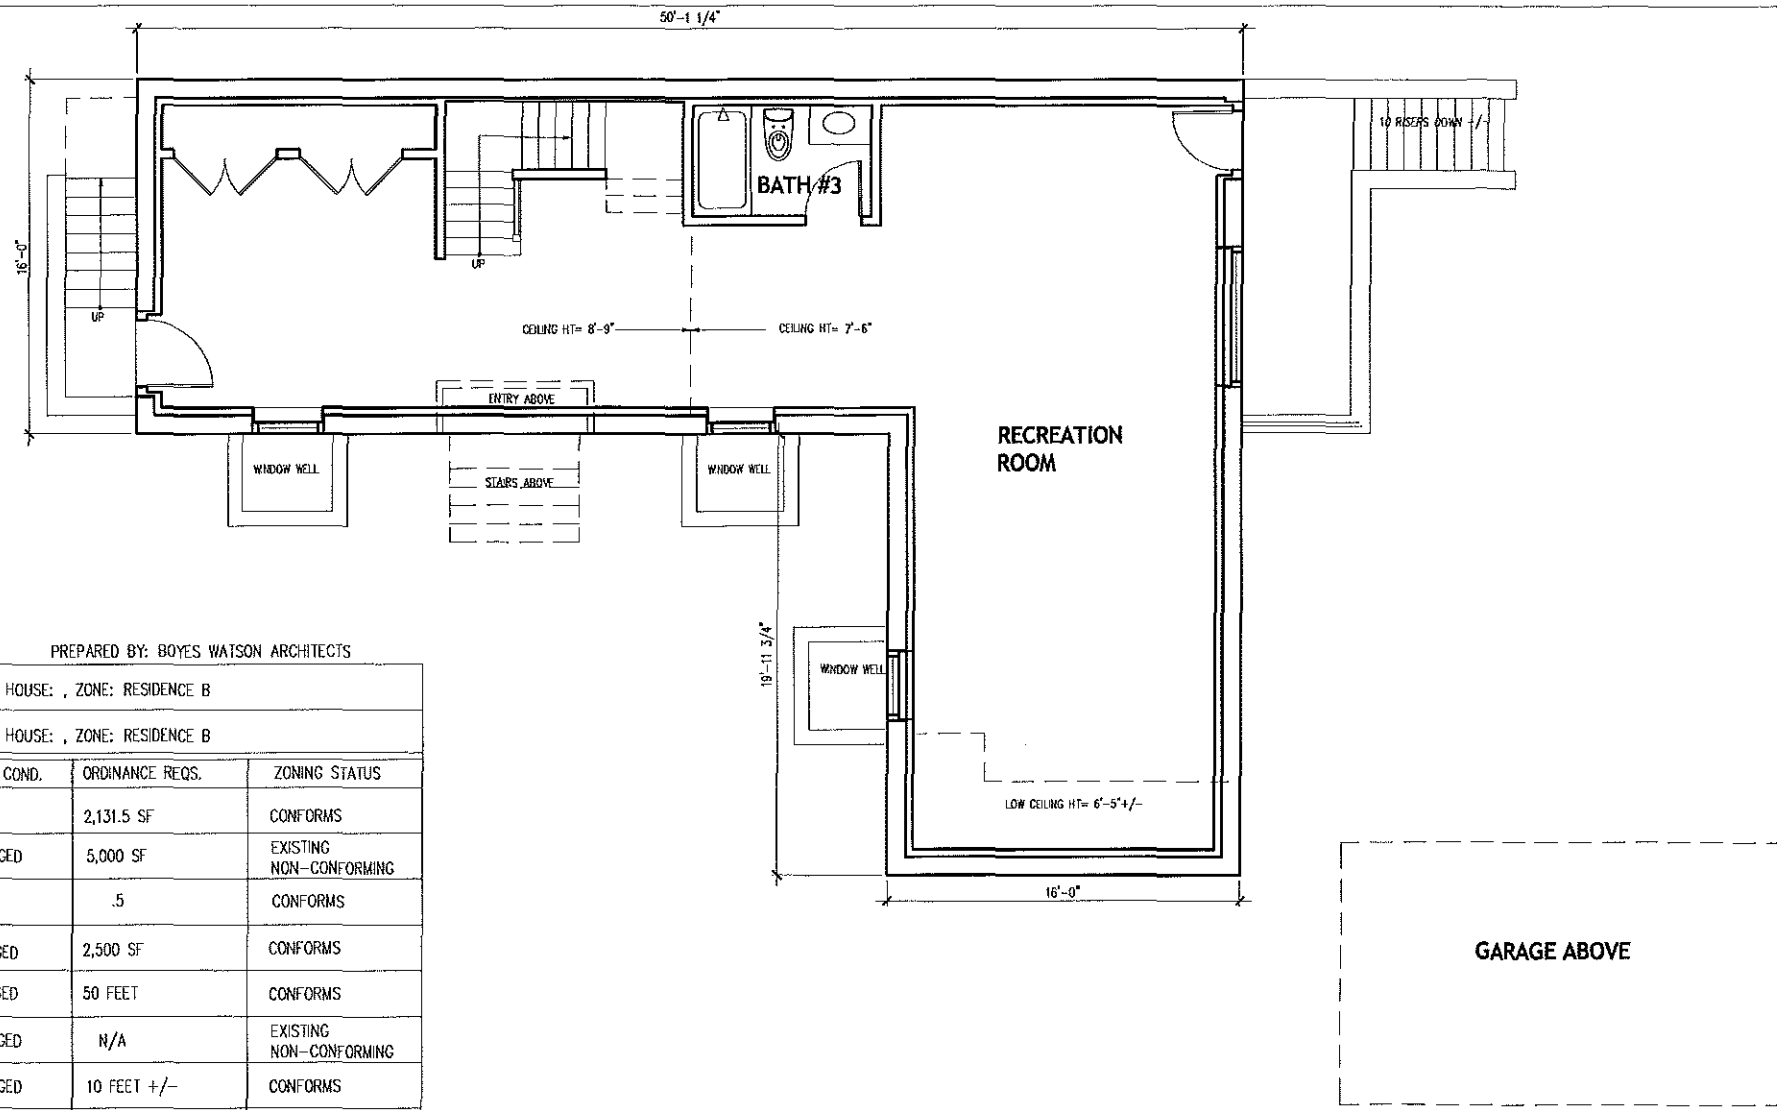 50'-1 1/4"
10 RISERS DOWN +/-
BATH #3
16'-0"
UP
UP
CEILING HT= 8'-9"
CEILING HT= 7'-6"
ENTRY ABOVE
RECREATION
ROOM
WINDOW WELL
WINDOW WELL
STAIRS ABOVE
19'-11 3/4"
WINDOW WELL
LOW CEILING HT= 6'-5"+/-
16'-0"
GARAGE ABOVE
PREPARED BY: BOYES WATSON ARCHITECTS
HOUSE: , ZONE: RESIDENCE B
HOUSE: , ZONE: RESIDENCE B
COND. ORDINANCE REQS. ZONING STATUS
2,131.5 SF CONFORMS
GED 5,000 SF EXISTING
NON-CONFORMING
.5 CONFORMS
GED 2,500 SF CONFORMS
GED 50 FEET CONFORMS
GED N/A EXISTING
NON-CONFORMING
GED 10 FEET +/- CONFORMS